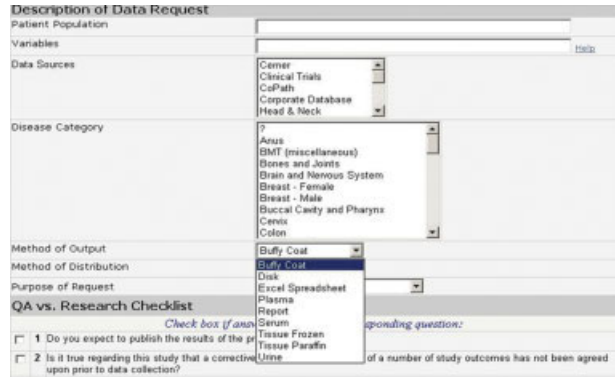 Description of Data Request
Patient Population
Variables
Help
Data Sources
Cerner
Clinical Trials
CoPath
Corporate Database
Head & Neck
Disease Category
?
Anus
BMT (miscellaneous)
Bones and Joints
Brain and Nervous System
Breast - Female
Breast - Male
Buccal Cavity and Pharynx
Cervix
Colon
Method of Output
Buffy Coat
Method of Distribution
Buffy Coat
Disk
Excel Spreadsheet
Plasma
Report
Serum
Tissue Frozen
Tissue Paraffin
Urine
Purpose of Request
QA vs. Research Checklist
Check box if ans sponding question:
1 Do you expect to publish the results of the pr
2 Is it true regarding this study that a corrective of a number of study outcomes has not been agreed
upon prior to data collection?